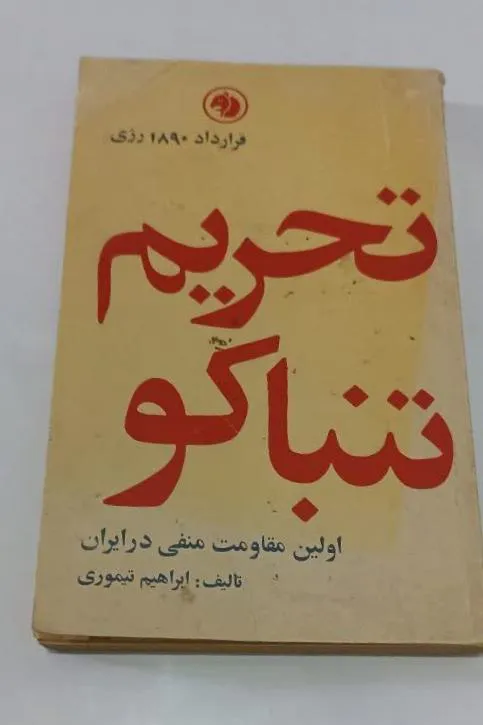 قرارداد ۱۸۹۰ رژی
تحریم
تنباکو
اولین مقاومت منفی در ایران
تالیف: ابراهیم تیموری